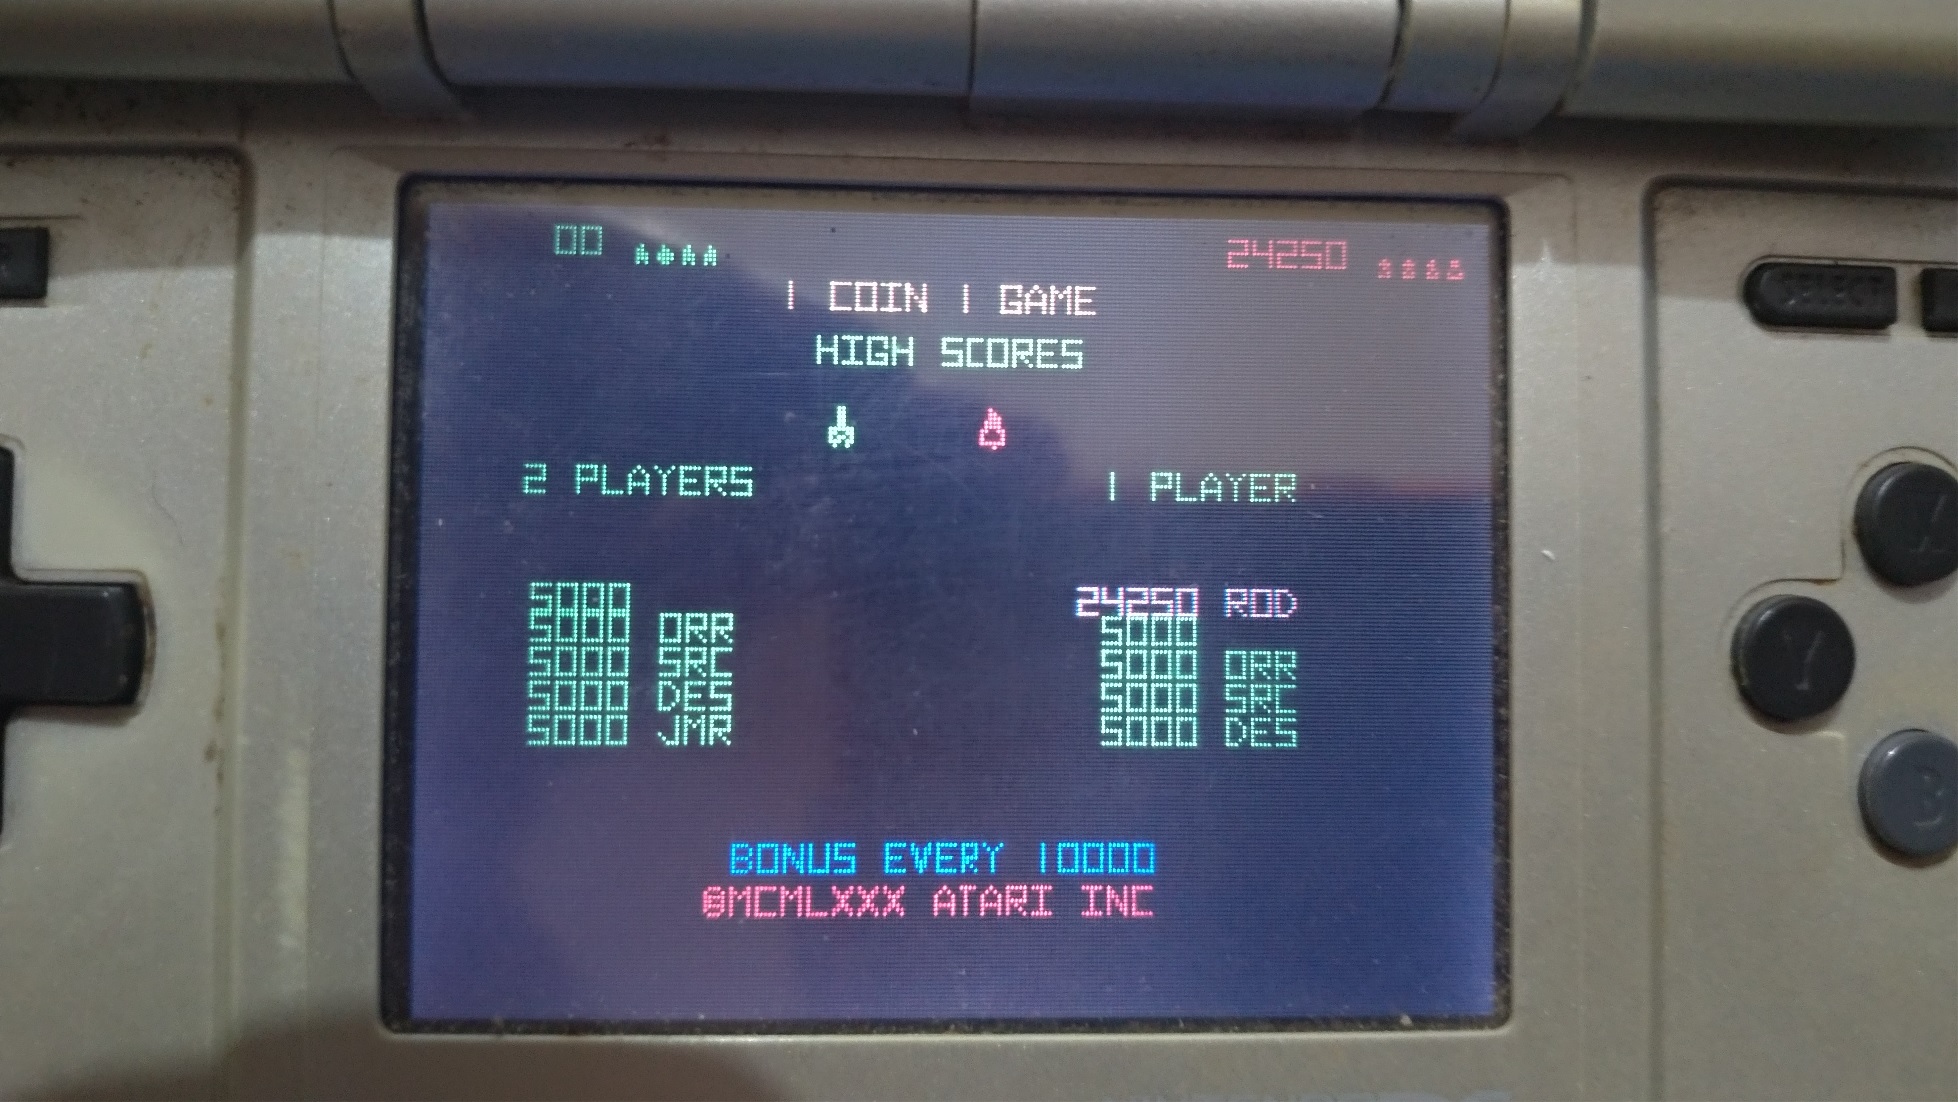 00 24250
1 COIN 1 GAME
HIGH SCORES
2 PLAYERS 1 PLAYER
5000 24250 ROD
5000 ORR 5000
5000 SRC 5000 ORR
5000 DES 5000 SRC
5000 JMR 5000 DES
BONUS EVERY 10000
©MCMLXXX ATARI INC
SELECT
X
Y
B